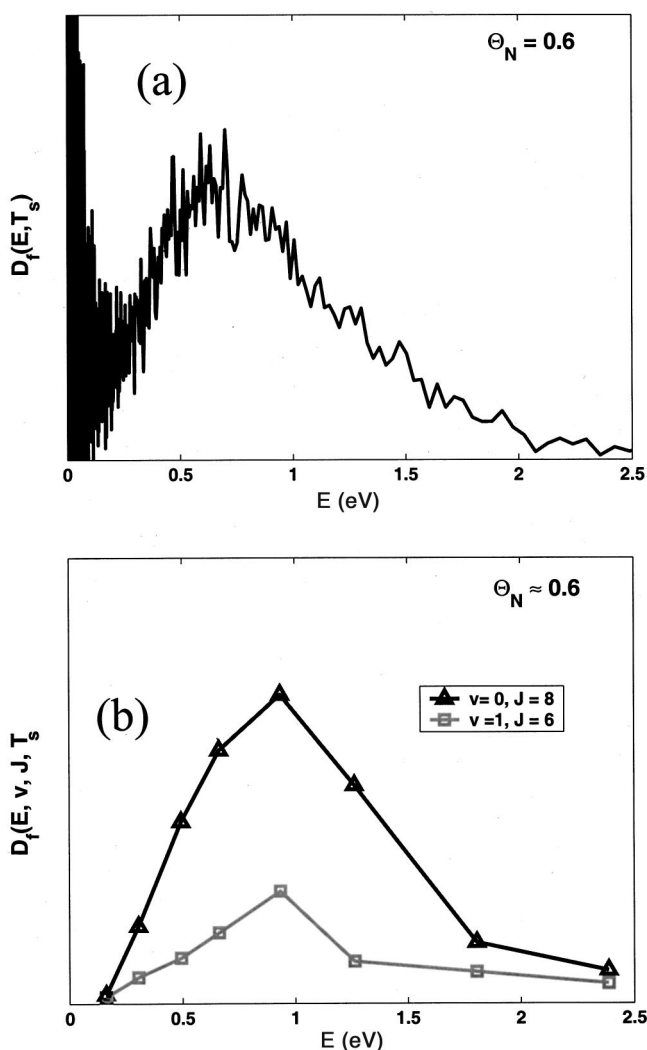 Θ_N = 0.6
(a)
D_f(E,T_s)
0 0.5 1 1.5 2 2.5
E (eV)
Θ_N ≈ 0.6
(b)
v= 0, J = 8
v =1, J = 6
D_f(E, v, J, T_s)
0 0.5 1 1.5 2 2.5
E (eV)